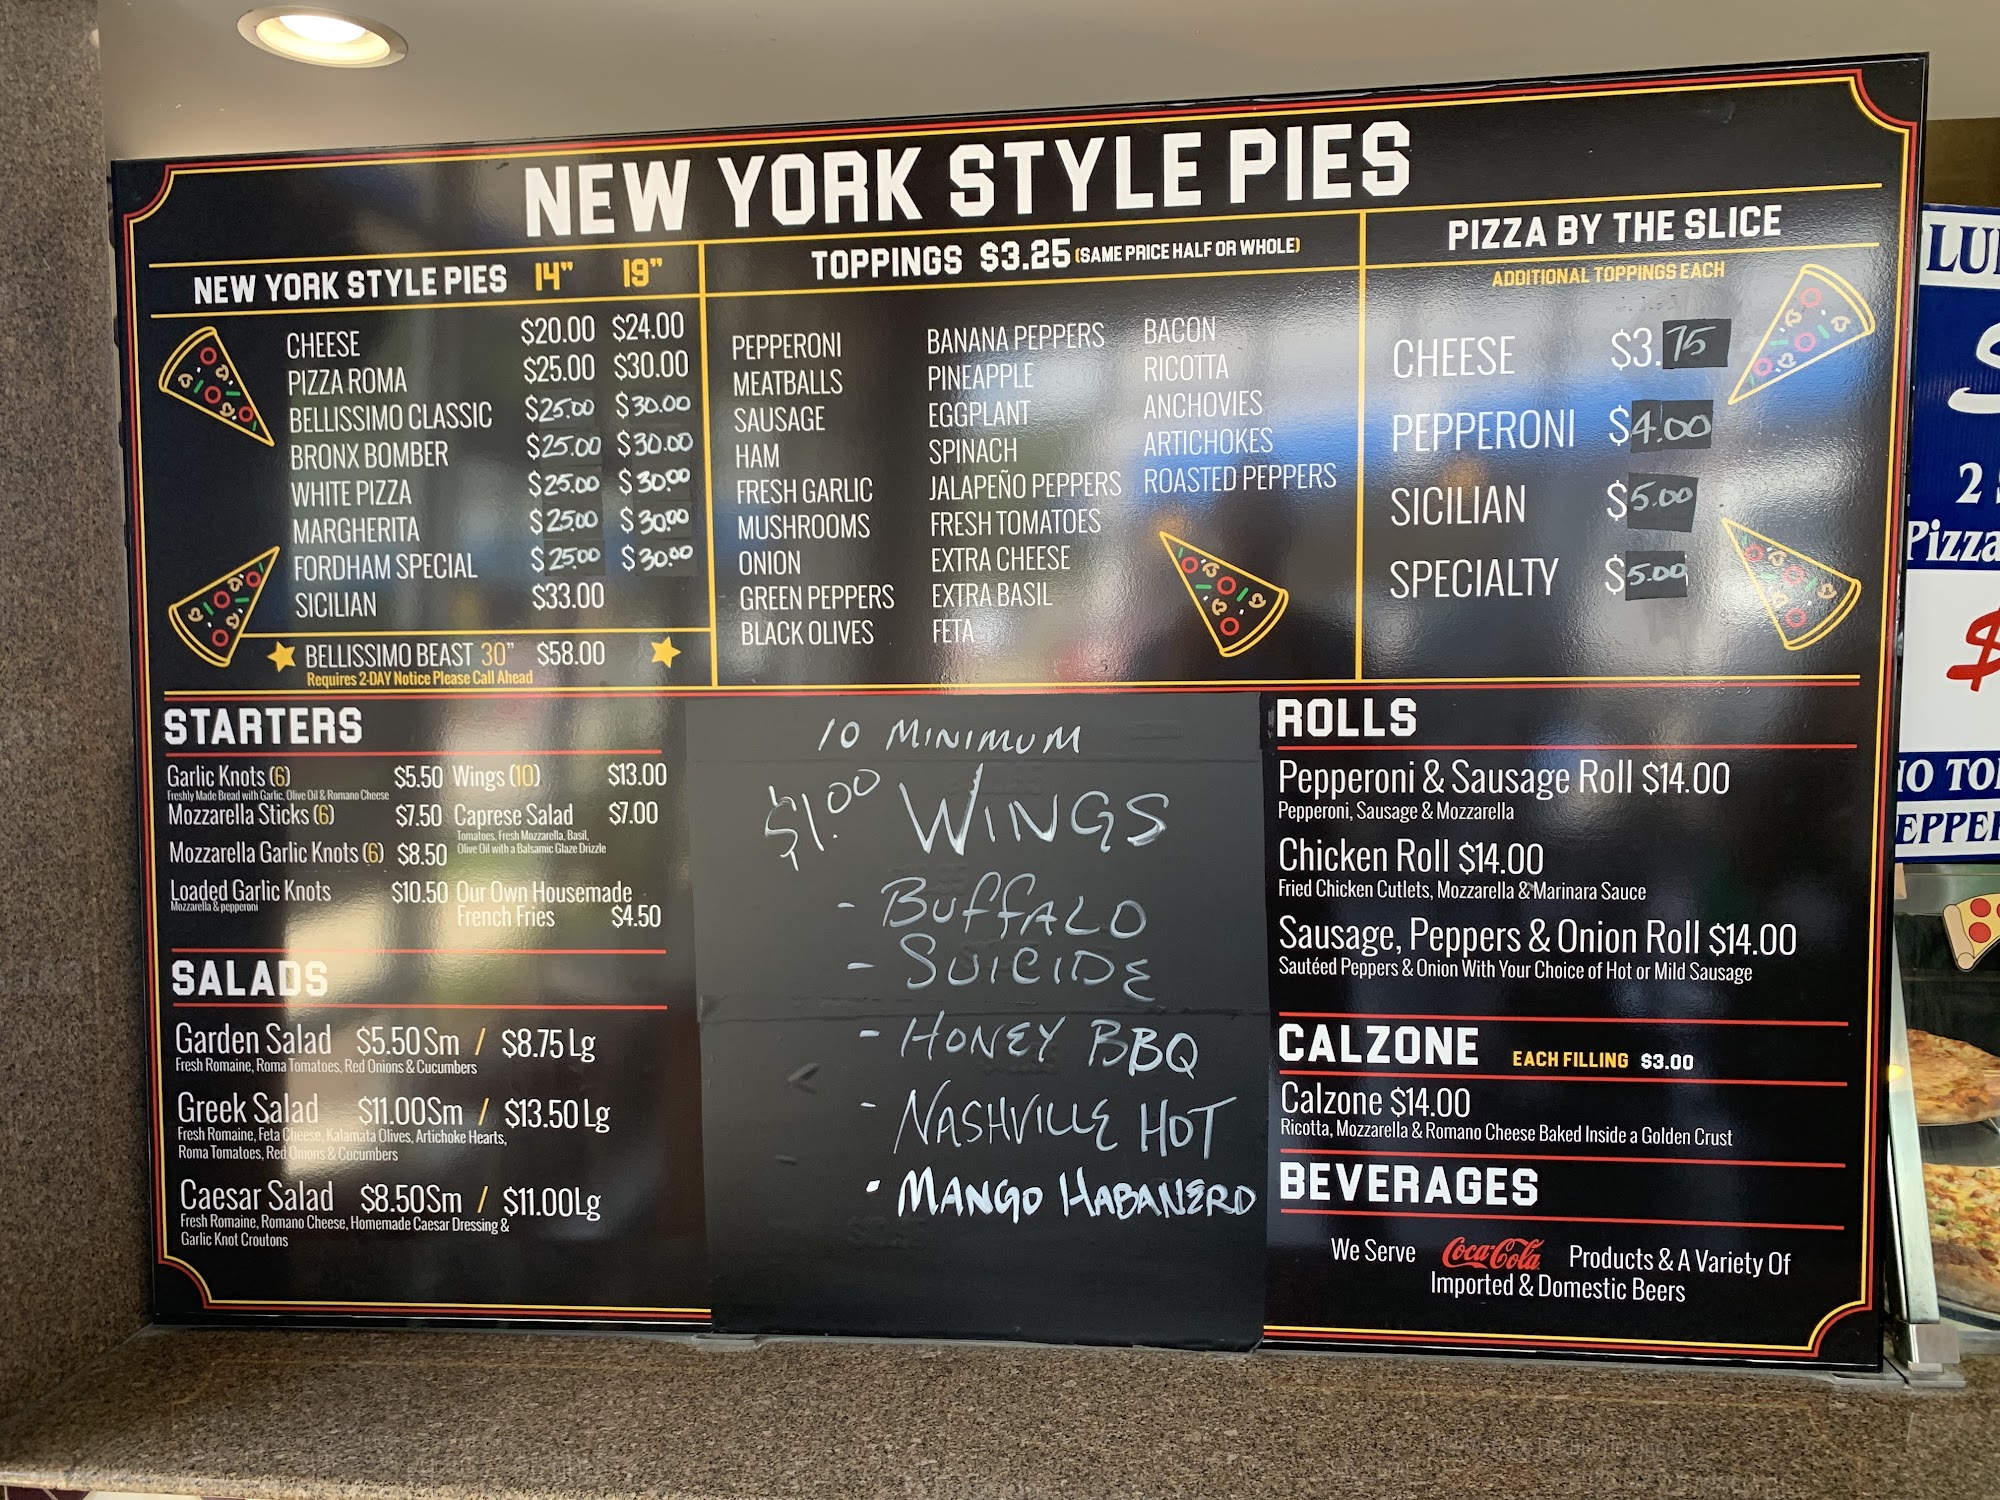 NEW YORK STYLE PIES
NEW YORK STYLE PIES 14" 19"
CHEESE $20.00 $24.00
PIZZA ROMA $25.00 $30.00
BELLISSIMO CLASSIC $25.00 $30.00
BRONX BOMBER $25.00 $30.00
WHITE PIZZA $25.00 $30.00
MARGHERITA $25.00 $30.00
FORDHAM SPECIAL $25.00 $30.00
SICILIAN $33.00
BELLISSIMO BEAST 30" $58.00
Requires 2-DAY Notice Please Call Ahead
TOPPINGS $3.25 (SAME PRICE HALF OR WHOLE)
PEPPERONI
MEATBALLS
SAUSAGE
HAM
FRESH GARLIC
MUSHROOMS
ONION
GREEN PEPPERS
BLACK OLIVES
BANANA PEPPERS
PINEAPPLE
EGGPLANT
SPINACH
JALAPEÑO PEPPERS
FRESH TOMATOES
EXTRA CHEESE
EXTRA BASIL
FETA
BACON
RICOTTA
ANCHOVIES
ARTICHOKES
ROASTED PEPPERS
PIZZA BY THE SLICE
ADDITIONAL TOPPINGS EACH
CHEESE $3.75
PEPPERONI $4.00
SICILIAN $5.00
SPECIALTY $5.00
STARTERS
Garlic Knots (6) $5.50
Freshly Made Bread with Garlic, Olive Oil & Romano Cheese
Mozzarella Sticks (6) $7.50
Mozzarella Garlic Knots (6) $8.50
Loaded Garlic Knots $10.50
Mozzarella & pepperoni
Wings (10) $13.00
Caprese Salad $7.00
Tomatoes, Fresh Mozzarella, Basil,
Olive Oil with a Balsamic Glaze Drizzle
Our Own Housemade
French Fries $4.50
SALADS
Garden Salad $5.50 Sm / $8.75 Lg
Fresh Romaine, Roma Tomatoes, Red Onions & Cucumbers
Greek Salad $11.00 Sm / $13.50 Lg
Fresh Romaine, Feta Cheese, Kalamata Olives, Artichoke Hearts,
Roma Tomatoes, Red Onions & Cucumbers
Caesar Salad $8.50 Sm / $11.00 Lg
Fresh Romaine, Romano Cheese, Homemade Caesar Dressing &
Garlic Knot Croutons
10 MINIMUM
$1.00 WINGS
- BUFFALO
- SUICIDE
- HONEY BBQ
- NASHVILLE HOT
- MANGO HABANERO
ROLLS
Pepperoni & Sausage Roll $14.00
Pepperoni, Sausage & Mozzarella
Chicken Roll $14.00
Fried Chicken Cutlets, Mozzarella & Marinara Sauce
Sausage, Peppers & Onion Roll $14.00
Sautéed Peppers & Onion With Your Choice of Hot or Mild Sausage
CALZONE EACH FILLING $3.00
Calzone $14.00
Ricotta, Mozzarella & Romano Cheese Baked Inside a Golden Crust
BEVERAGES
We Serve Coca-Cola Products & A Variety Of
Imported & Domestic Beers
2
Pizza
$